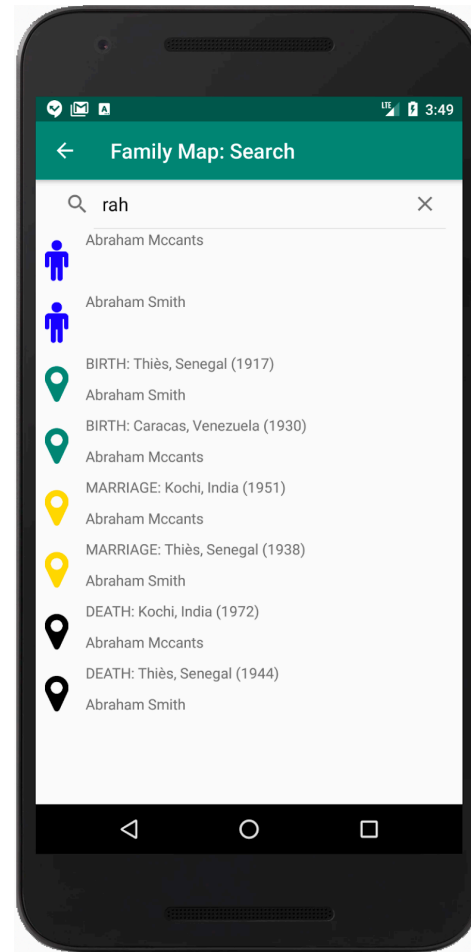 LTE 3:49
Family Map: Search
rah
Abraham Mccants
Abraham Smith
BIRTH: Thiès, Senegal (1917)
Abraham Smith
BIRTH: Caracas, Venezuela (1930)
Abraham Mccants
MARRIAGE: Kochi, India (1951)
Abraham Mccants
MARRIAGE: Thiès, Senegal (1938)
Abraham Smith
DEATH: Kochi, India (1972)
Abraham Mccants
DEATH: Thiès, Senegal (1944)
Abraham Smith